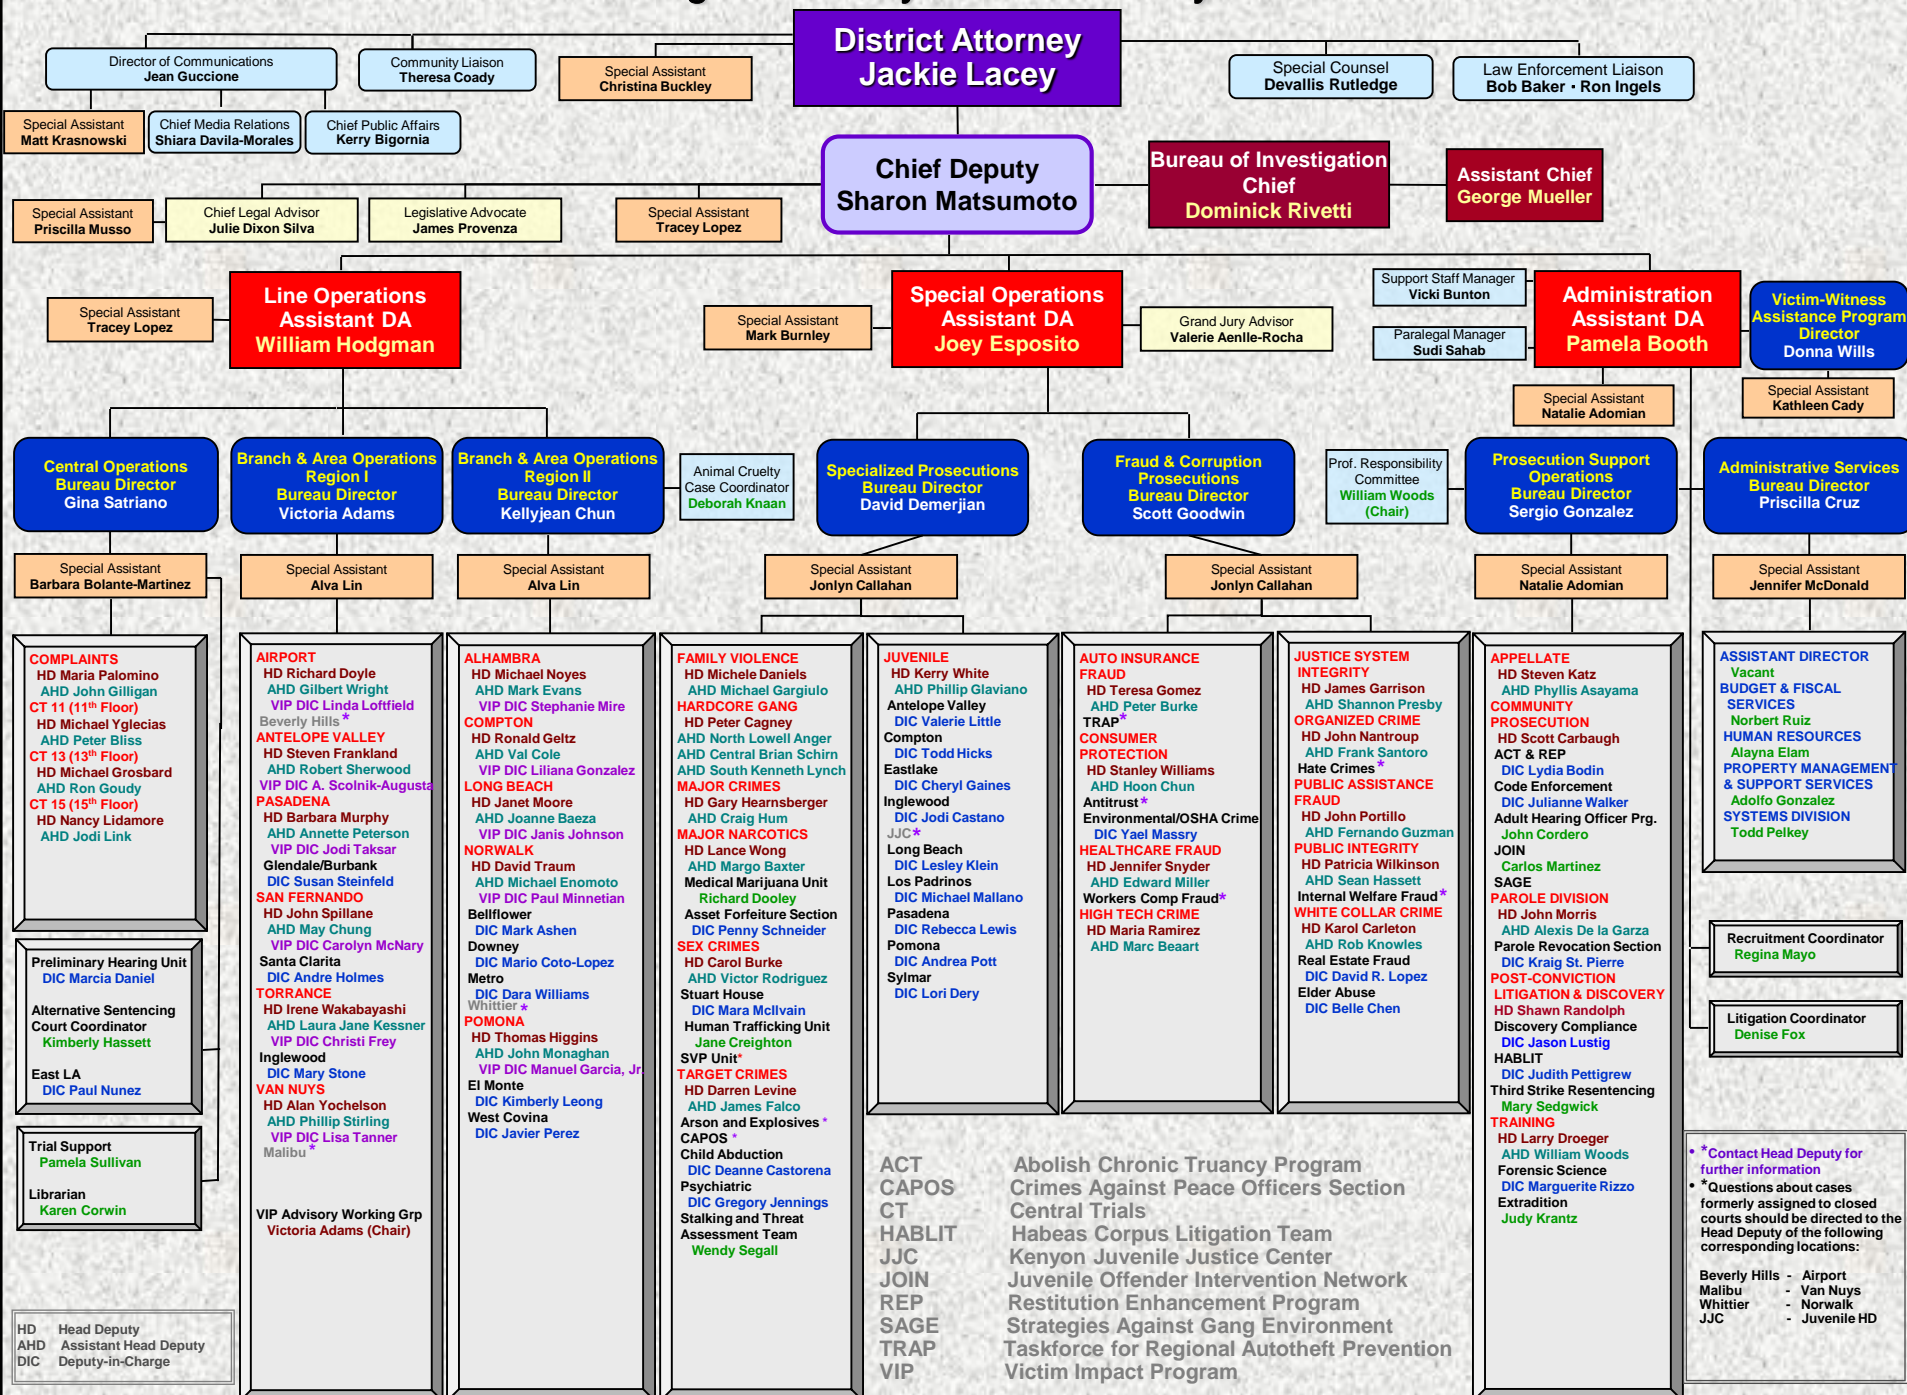 District Attorney
Jackie Lacey
Director of Communications
Jean Guccione
Community Liaison
Theresa Coady
Special Assistant
Christina Buckley
Special Counsel
Devallis Rutledge
Law Enforcement Liaison
Bob Baker · Ron Ingels
Special Assistant
Matt Krasnowski
Chief Media Relations
Shiara Davila-Morales
Chief Public Affairs
Kerry Bigornia
Chief Deputy
Sharon Matsumoto
Bureau of Investigation
Chief
Dominick Rivetti
Assistant Chief
George Mueller
Special Assistant
Priscilla Musso
Chief Legal Advisor
Julie Dixon Silva
Legislative Advocate
James Provenza
Special Assistant
Tracey Lopez
Special Assistant
Tracey Lopez
Line Operations
Assistant DA
William Hodgman
Special Assistant
Mark Burnley
Special Operations
Assistant DA
Joey Esposito
Grand Jury Advisor
Valerie Aenlle-Rocha
Support Staff Manager
Vicki Bunton
Paralegal Manager
Sudi Sahab
Administration
Assistant DA
Pamela Booth
Victim-Witness
Assistance Program
Director
Donna Wills
Special Assistant
Natalie Adomian
Special Assistant
Kathleen Cady
Central Operations
Bureau Director
Gina Satriano
Branch & Area Operations
Region I
Bureau Director
Victoria Adams
Branch & Area Operations
Region II
Bureau Director
Kellyjean Chun
Animal Cruelty
Case Coordinator
Deborah Knaan
Specialized Prosecutions
Bureau Director
David Demerjian
Fraud & Corruption
Prosecutions
Bureau Director
Scott Goodwin
Prof. Responsibility
Committee
William Woods
(Chair)
Prosecution Support
Operations
Bureau Director
Sergio Gonzalez
Administrative Services
Bureau Director
Priscilla Cruz
Special Assistant
Barbara Bolante-Martinez
Special Assistant
Alva Lin
Special Assistant
Alva Lin
Special Assistant
Jonlyn Callahan
Special Assistant
Jonlyn Callahan
Special Assistant
Natalie Adomian
Special Assistant
Jennifer McDonald
COMPLAINTS
HD Maria Palomino
AHD John Gilligan
CT 11 (11th Floor)
HD Michael Yglecias
AHD Peter Bliss
CT 13 (13th Floor)
HD Michael Grosbard
AHD Ron Goudy
CT 15 (15th Floor)
HD Nancy Lidamore
AHD Jodi Link
Preliminary Hearing Unit
DIC Marcia Daniel
Alternative Sentencing
Court Coordinator
Kimberly Hassett
East LA
DIC Paul Nunez
Trial Support
Pamela Sullivan
Librarian
Karen Corwin
HD Head Deputy
AHD Assistant Head Deputy
DIC Deputy-in-Charge
AIRPORT
HD Richard Doyle
AHD Gilbert Wright
VIP DIC Linda Loftfield
Beverly Hills *
ANTELOPE VALLEY
HD Steven Frankland
AHD Robert Sherwood
VIP DIC A. Scolnik-Augusta
PASADENA
HD Barbara Murphy
AHD Annette Peterson
VIP DIC Jodi Taksar
Glendale/Burbank
DIC Susan Steinfeld
SAN FERNANDO
HD John Spillane
AHD May Chung
VIP DIC Carolyn McNary
Santa Clarita
DIC Andre Holmes
TORRANCE
HD Irene Wakabayashi
AHD Laura Jane Kessner
VIP DIC Christi Frey
Inglewood
DIC Mary Stone
VAN NUYS
HD Alan Yochelson
AHD Phillip Stirling
VIP DIC Lisa Tanner
Malibu *
VIP Advisory Working Grp
Victoria Adams (Chair)
ALHAMBRA
HD Michael Noyes
AHD Mark Evans
VIP DIC Stephanie Mire
COMPTON
HD Ronald Geltz
AHD Val Cole
VIP DIC Liliana Gonzalez
LONG BEACH
HD Janet Moore
AHD Joanne Baeza
VIP DIC Janis Johnson
NORWALK
HD David Traum
AHD Michael Enomoto
VIP DIC Paul Minnetian
Bellflower
DIC Mark Ashen
Downey
DIC Mario Coto-Lopez
Metro
DIC Dara Williams
Whittier *
POMONA
HD Thomas Higgins
AHD John Monaghan
VIP DIC Manuel Garcia, Jr.
El Monte
DIC Kimberly Leong
West Covina
DIC Javier Perez
FAMILY VIOLENCE
HD Michele Daniels
AHD Michael Gargiulo
HARDCORE GANG
HD Peter Cagney
AHD North Lowell Anger
AHD Central Brian Schirn
AHD South Kenneth Lynch
MAJOR CRIMES
HD Gary Hearnsberger
AHD Craig Hum
MAJOR NARCOTICS
HD Lance Wong
AHD Margo Baxter
Medical Marijuana Unit
Richard Dooley
Asset Forfeiture Section
DIC Penny Schneider
SEX CRIMES
HD Carol Burke
AHD Victor Rodriguez
Stuart House
DIC Mara McIlvain
Human Trafficking Unit
Jane Creighton
SVP Unit*
TARGET CRIMES
HD Darren Levine
AHD James Falco
Arson and Explosives *
CAPOS *
Child Abduction
DIC Deanne Castorena
Psychiatric
DIC Gregory Jennings
Stalking and Threat
Assessment Team
Wendy Segall
JUVENILE
HD Kerry White
AHD Phillip Glaviano
Antelope Valley
DIC Valerie Little
Compton
DIC Todd Hicks
Eastlake
DIC Cheryl Gaines
Inglewood
DIC Jodi Castano
JJC *
Long Beach
DIC Lesley Klein
Los Padrinos
DIC Michael Mallano
Pasadena
DIC Rebecca Lewis
Pomona
DIC Andrea Pott
Sylmar
DIC Lori Dery
AUTO INSURANCE
FRAUD
HD Teresa Gomez
AHD Peter Burke
TRAP*
CONSUMER
PROTECTION
HD Stanley Williams
AHD Hoon Chun
Antitrust *
Environmental/OSHA Crime
DIC Yael Massry
HEALTHCARE FRAUD
HD Jennifer Snyder
AHD Edward Miller
Workers Comp Fraud*
HIGH TECH CRIME
HD Maria Ramirez
AHD Marc Beaart
JUSTICE SYSTEM
INTEGRITY
HD James Garrison
AHD Shannon Presby
ORGANIZED CRIME
HD John Nantroup
AHD Frank Santoro
Hate Crimes *
PUBLIC ASSISTANCE
FRAUD
HD John Portillo
AHD Fernando Guzman
PUBLIC INTEGRITY
HD Patricia Wilkinson
AHD Sean Hassett
Internal Welfare Fraud *
WHITE COLLAR CRIME
HD Karol Carleton
AHD Rob Knowles
Real Estate Fraud
DIC David R. Lopez
Elder Abuse
DIC Belle Chen
APPELLATE
HD Steven Katz
AHD Phyllis Asayama
COMMUNITY
PROSECUTION
HD Scott Carbaugh
ACT & REP
DIC Lydia Bodin
Code Enforcement
DIC Julianne Walker
Adult Hearing Officer Prg.
John Cordero
JOIN
Carlos Martinez
SAGE
PAROLE DIVISION
HD John Morris
AHD Alexis De la Garza
Parole Revocation Section
DIC Kraig St. Pierre
POST-CONVICTION
LITIGATION & DISCOVERY
HD Shawn Randolph
Discovery Compliance
DIC Jason Lustig
HABLIT
DIC Judith Pettigrew
Third Strike Resentencing
Mary Sedgwick
TRAINING
HD Larry Droeger
AHD William Woods
Forensic Science
DIC Marguerite Rizzo
Extradition
Judy Krantz
ASSISTANT DIRECTOR
Vacant
BUDGET & FISCAL
SERVICES
Norbert Ruiz
HUMAN RESOURCES
Alayna Elam
PROPERTY MANAGEMENT
& SUPPORT SERVICES
Adolfo Gonzalez
SYSTEMS DIVISION
Todd Pelkey
Recruitment Coordinator
Regina Mayo
Litigation Coordinator
Denise Fox
ACT Abolish Chronic Truancy Program
CAPOS Crimes Against Peace Officers Section
CT Central Trials
HABLIT Habeas Corpus Litigation Team
JJC Kenyon Juvenile Justice Center
JOIN Juvenile Offender Intervention Network
REP Restitution Enhancement Program
SAGE Strategies Against Gang Environment
TRAP Taskforce for Regional Autotheft Prevention
VIP Victim Impact Program
• *Contact Head Deputy for
further information
• *Questions about cases
formerly assigned to closed
courts should be directed to the
Head Deputy of the following
corresponding locations:
Beverly Hills - Airport
Malibu - Van Nuys
Whittier - Norwalk
JJC - Juvenile HD